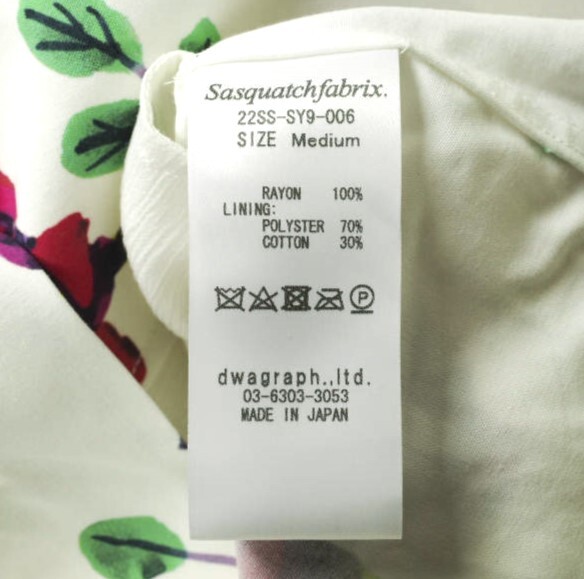 Sasquatchfabrix.
22SS-SY9-006
SIZE Medium
RAYON 100%
LINING:
POLYSTER 70%
COTTON 30%
P
dwagraph.,ltd.
03-6303-3053
MADE IN JAPAN